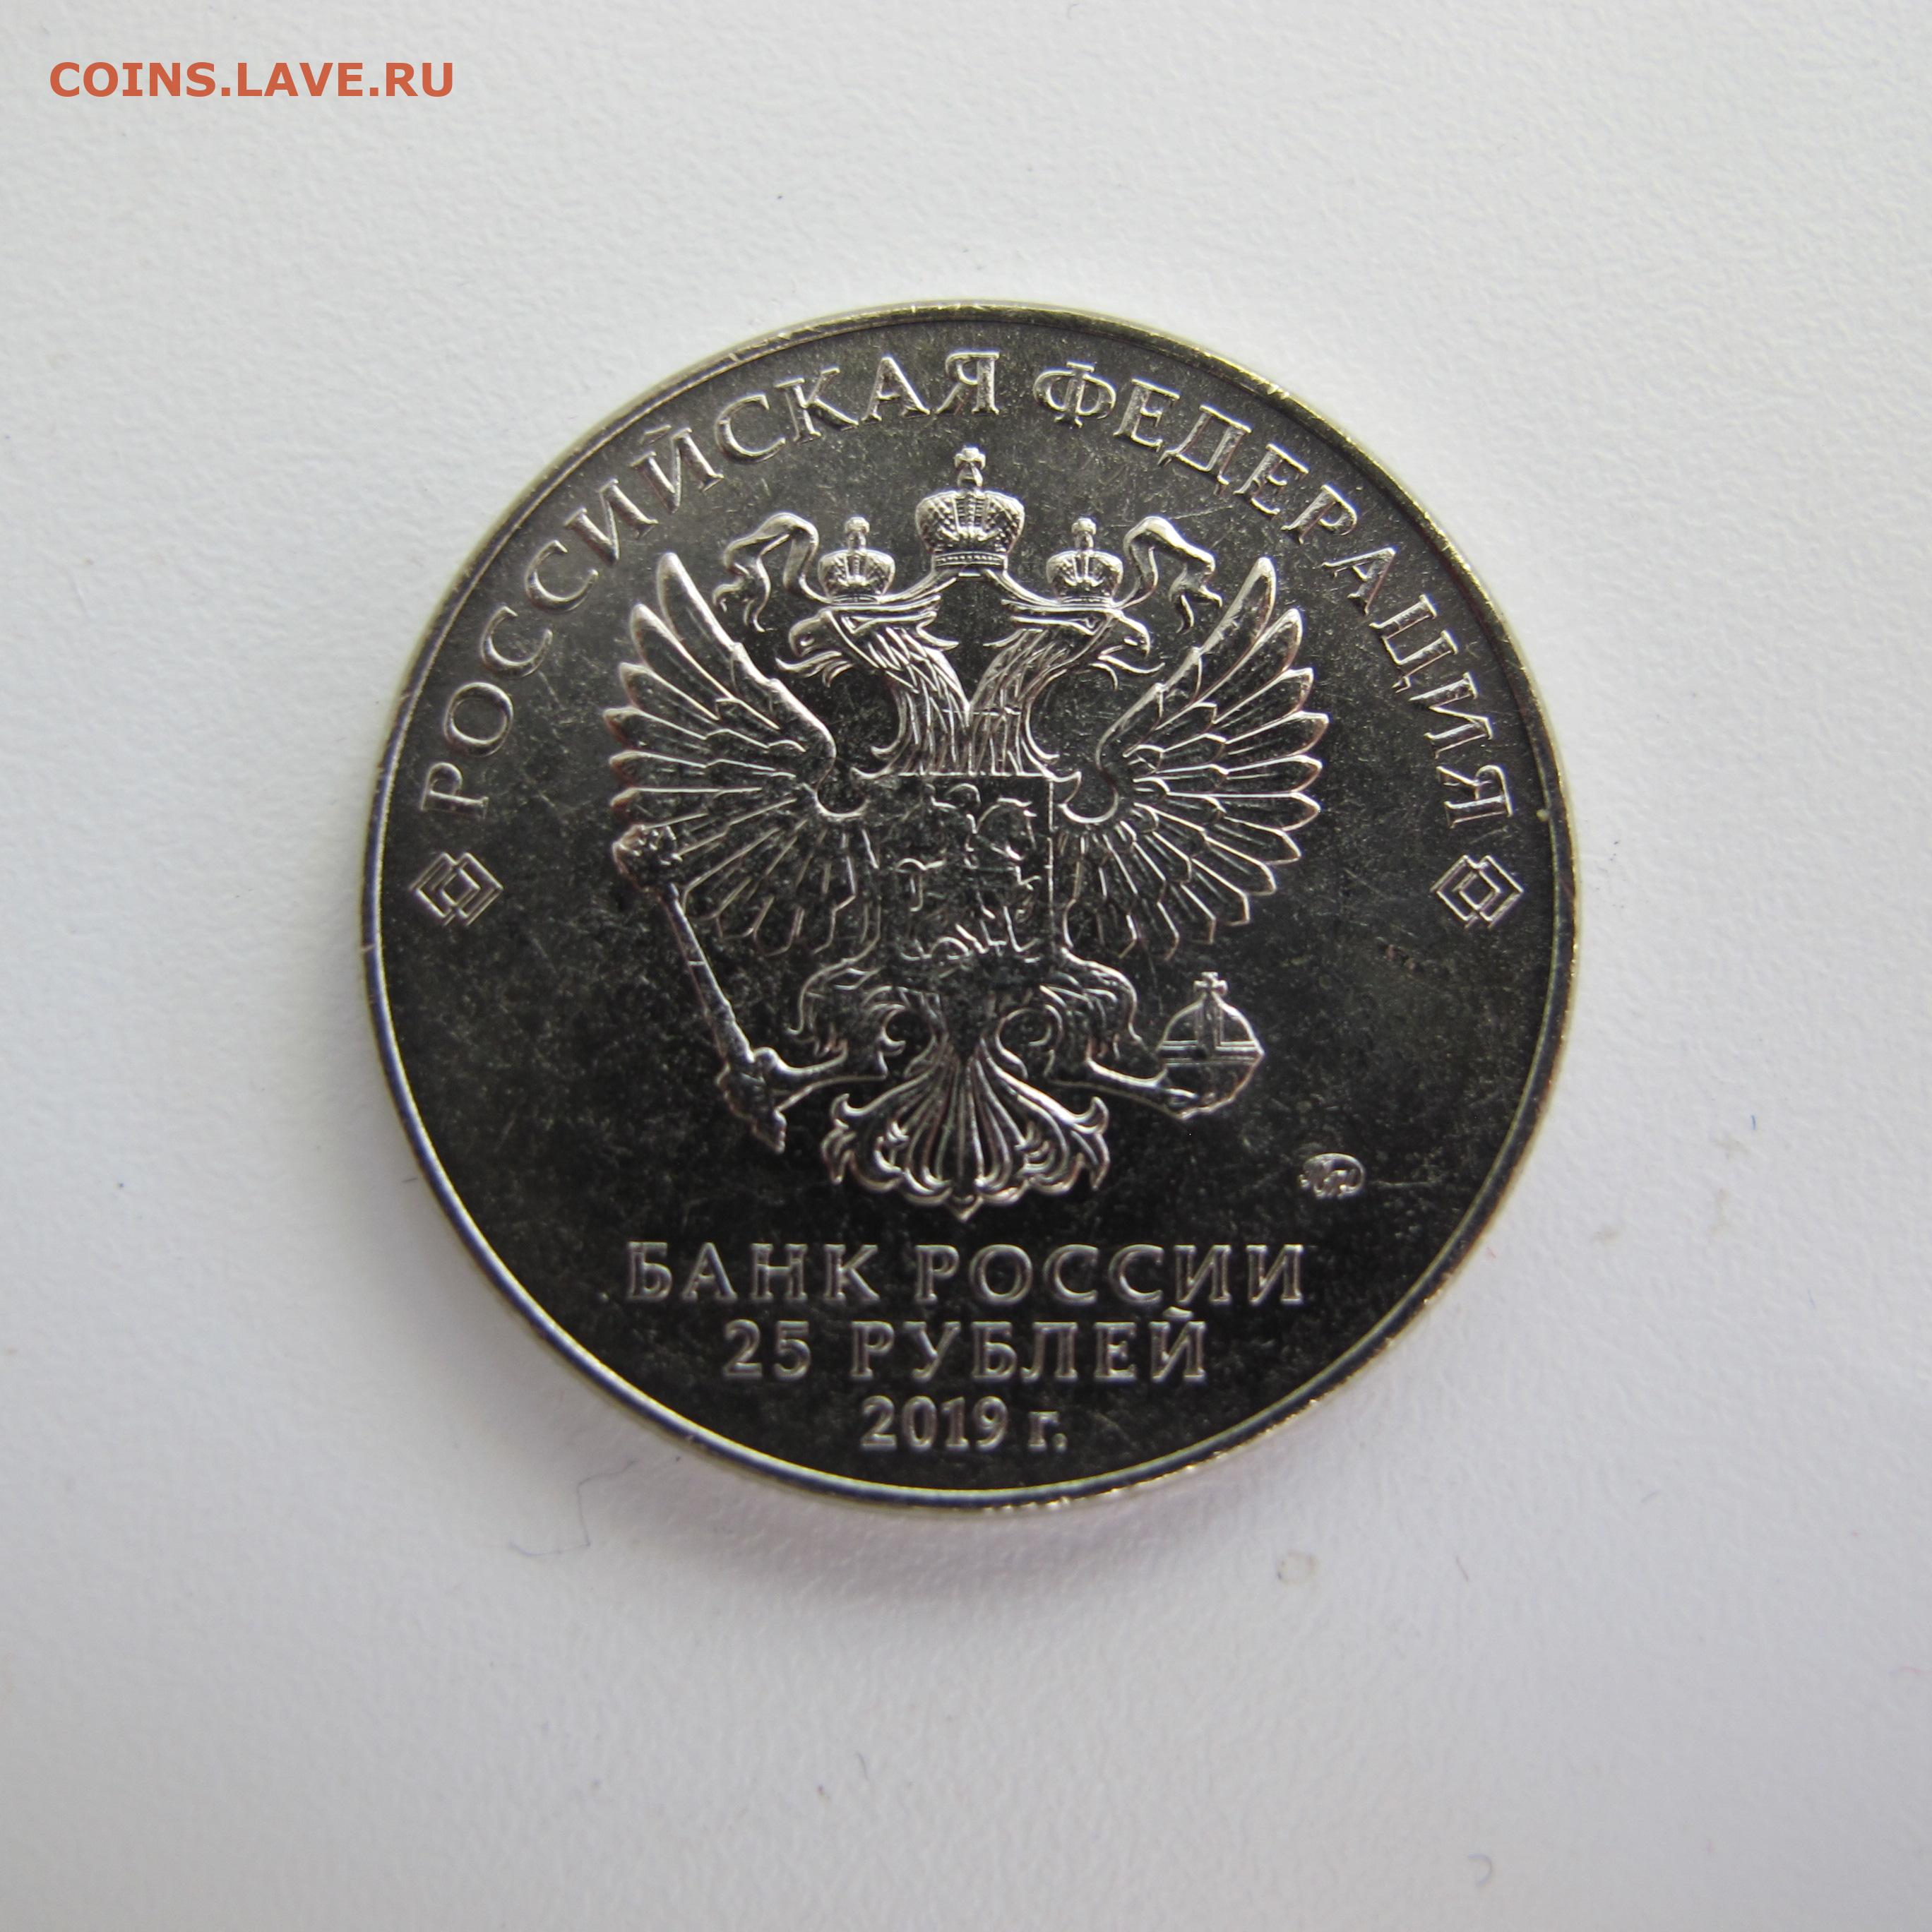 COINS.LAVE.RU
РОССИЙСКАЯ ФЕДЕРАЦИЯ
БАНК РОССИИ
25 РУБЛЕЙ
2019 г.